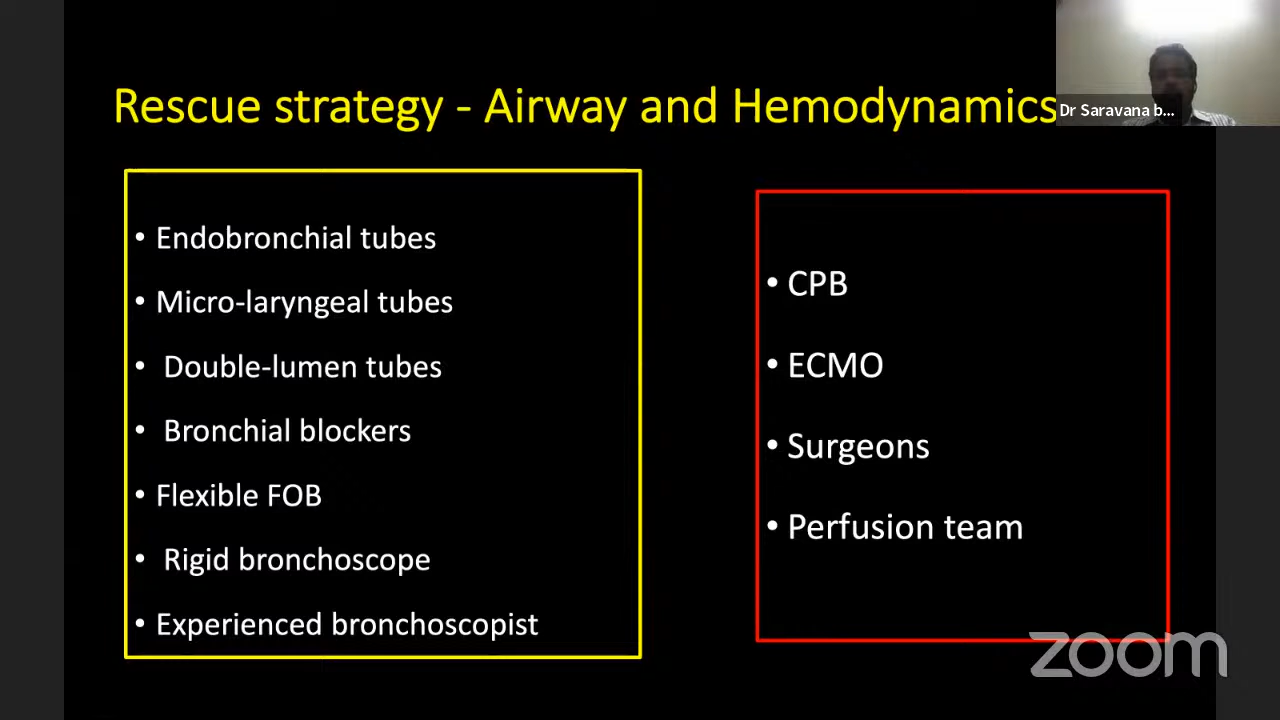 Rescue strategy - Airway and Hemodynamics
Dr Saravana b...
• Endobronchial tubes
• Micro-laryngeal tubes
• Double-lumen tubes
• Bronchial blockers
• Flexible FOB
• Rigid bronchoscope
• Experienced bronchoscopist
• CPB
• ECMO
• Surgeons
• Perfusion team
zoom